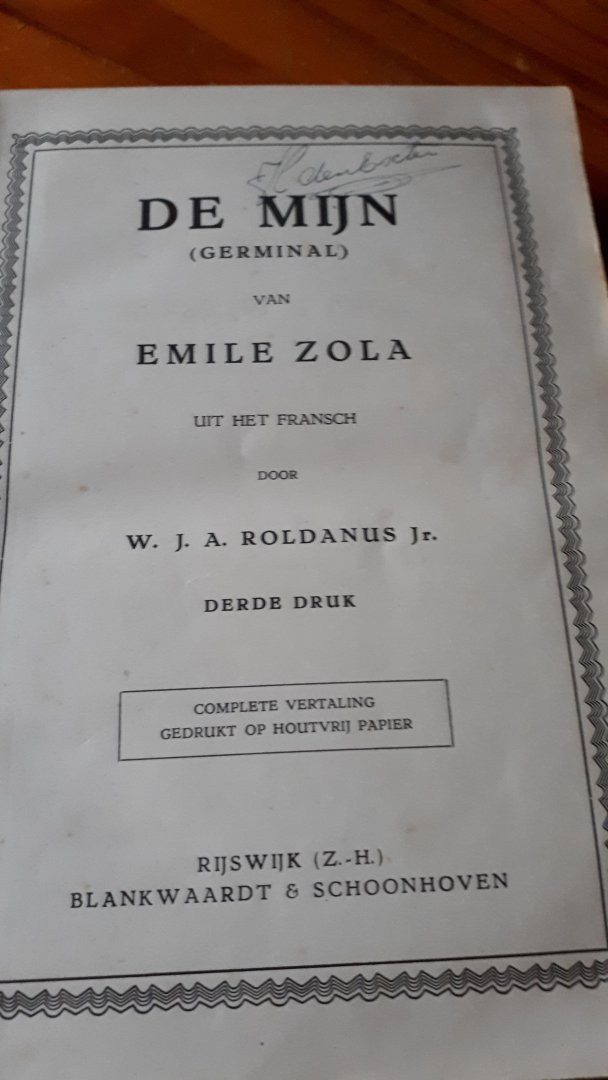 DE MIJN
(GERMINAL)
VAN
EMILE ZOLA
UIT HET FRANSCH
DOOR
W. J. A. ROLDANUS Jr.
DERDE DRUK
COMPLETE VERTALING
GEDRUKT OP HOUTVRIJ PAPIER
RIJSWIJK (Z.-H.)
BLANKWAARDT & SCHOONHOVEN